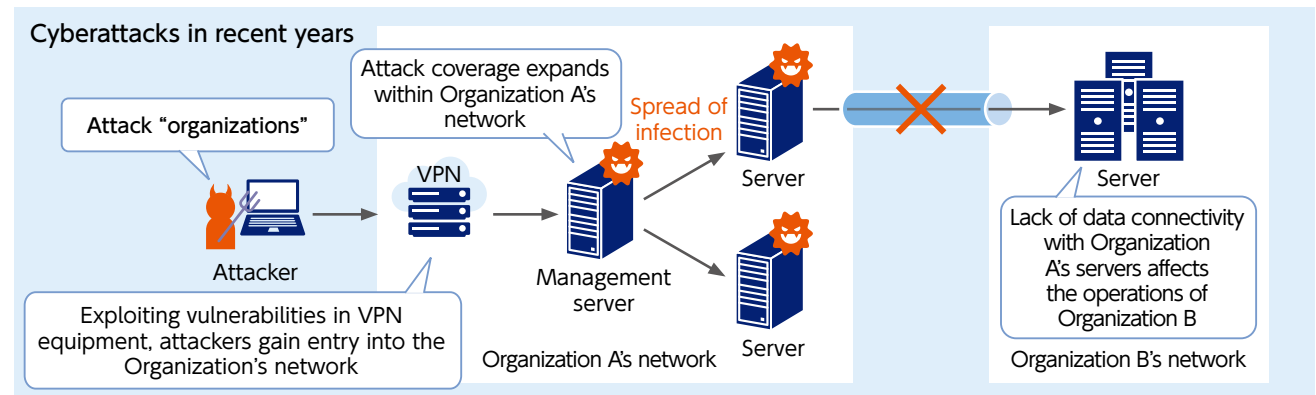 Cyberattacks in recent years
Attack “organizations”
Attacker
Exploiting vulnerabilities in VPN
equipment, attackers gain entry into the
Organization’s network
VPN
Attack coverage expands
within Organization A’s
network
Management
server
Spread of
infection
Server
Server
Organization A’s network
Server
Lack of data connectivity
with Organization
A’s servers affects
the operations of
Organization B
Organization B’s network